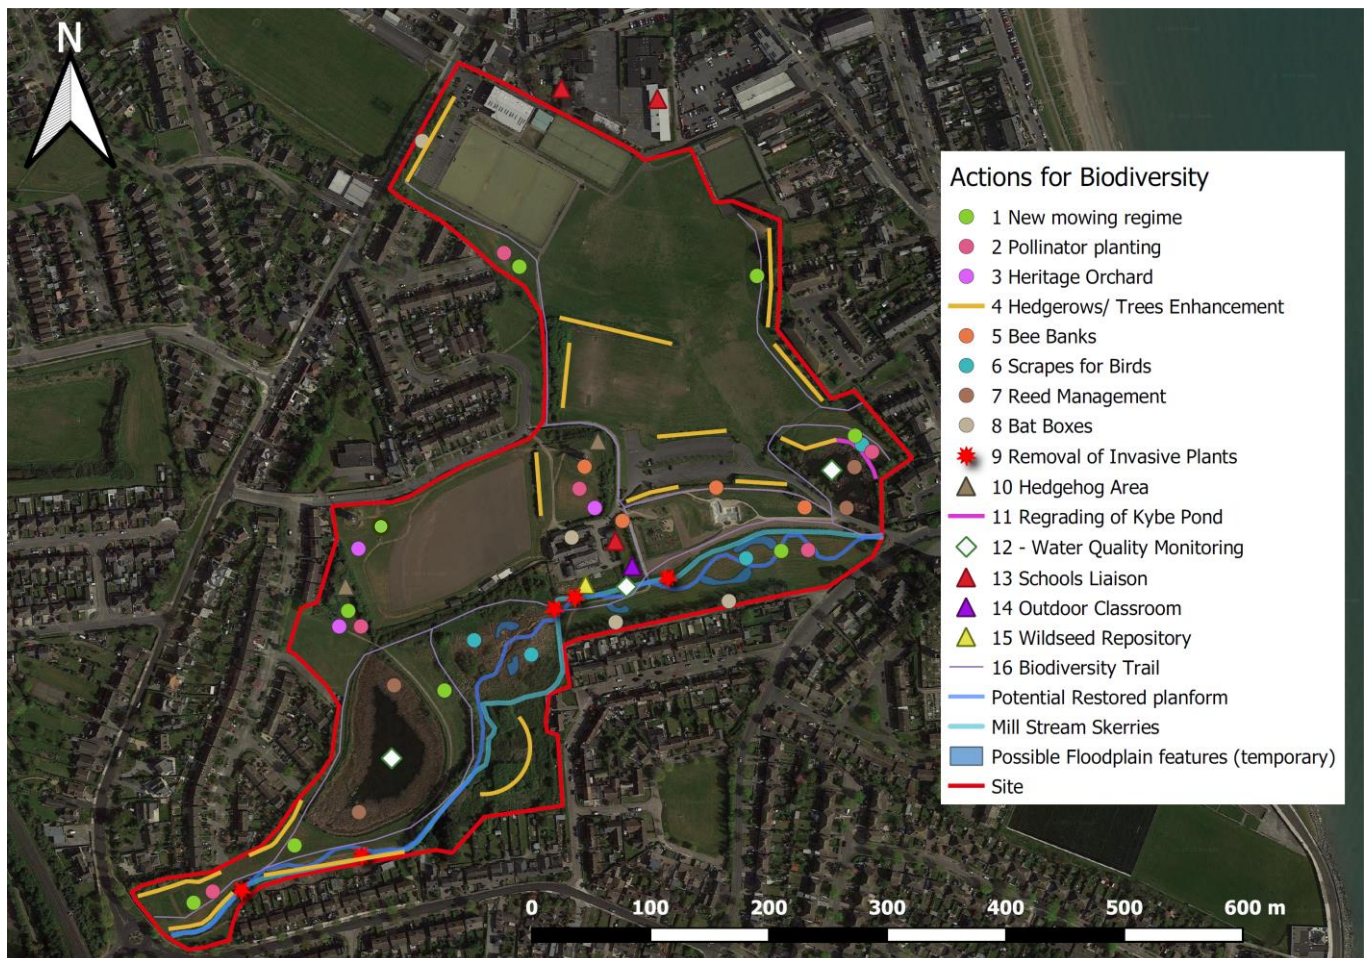 N
Actions for Biodiversity
1 New mowing regime
2 Pollinator planting
3 Heritage Orchard
4 Hedgerows/ Trees Enhancement
5 Bee Banks
6 Scrapes for Birds
7 Reed Management
8 Bat Boxes
9 Removal of Invasive Plants
10 Hedgehog Area
11 Regrading of Kybe Pond
12 - Water Quality Monitoring
13 Schools Liaison
14 Outdoor Classroom
15 Wildseed Repository
16 Biodiversity Trail
Potential Restored planform
Mill Stream Skerries
Possible Floodplain features (temporary)
Site
0 100 200 300 400 500 600 m